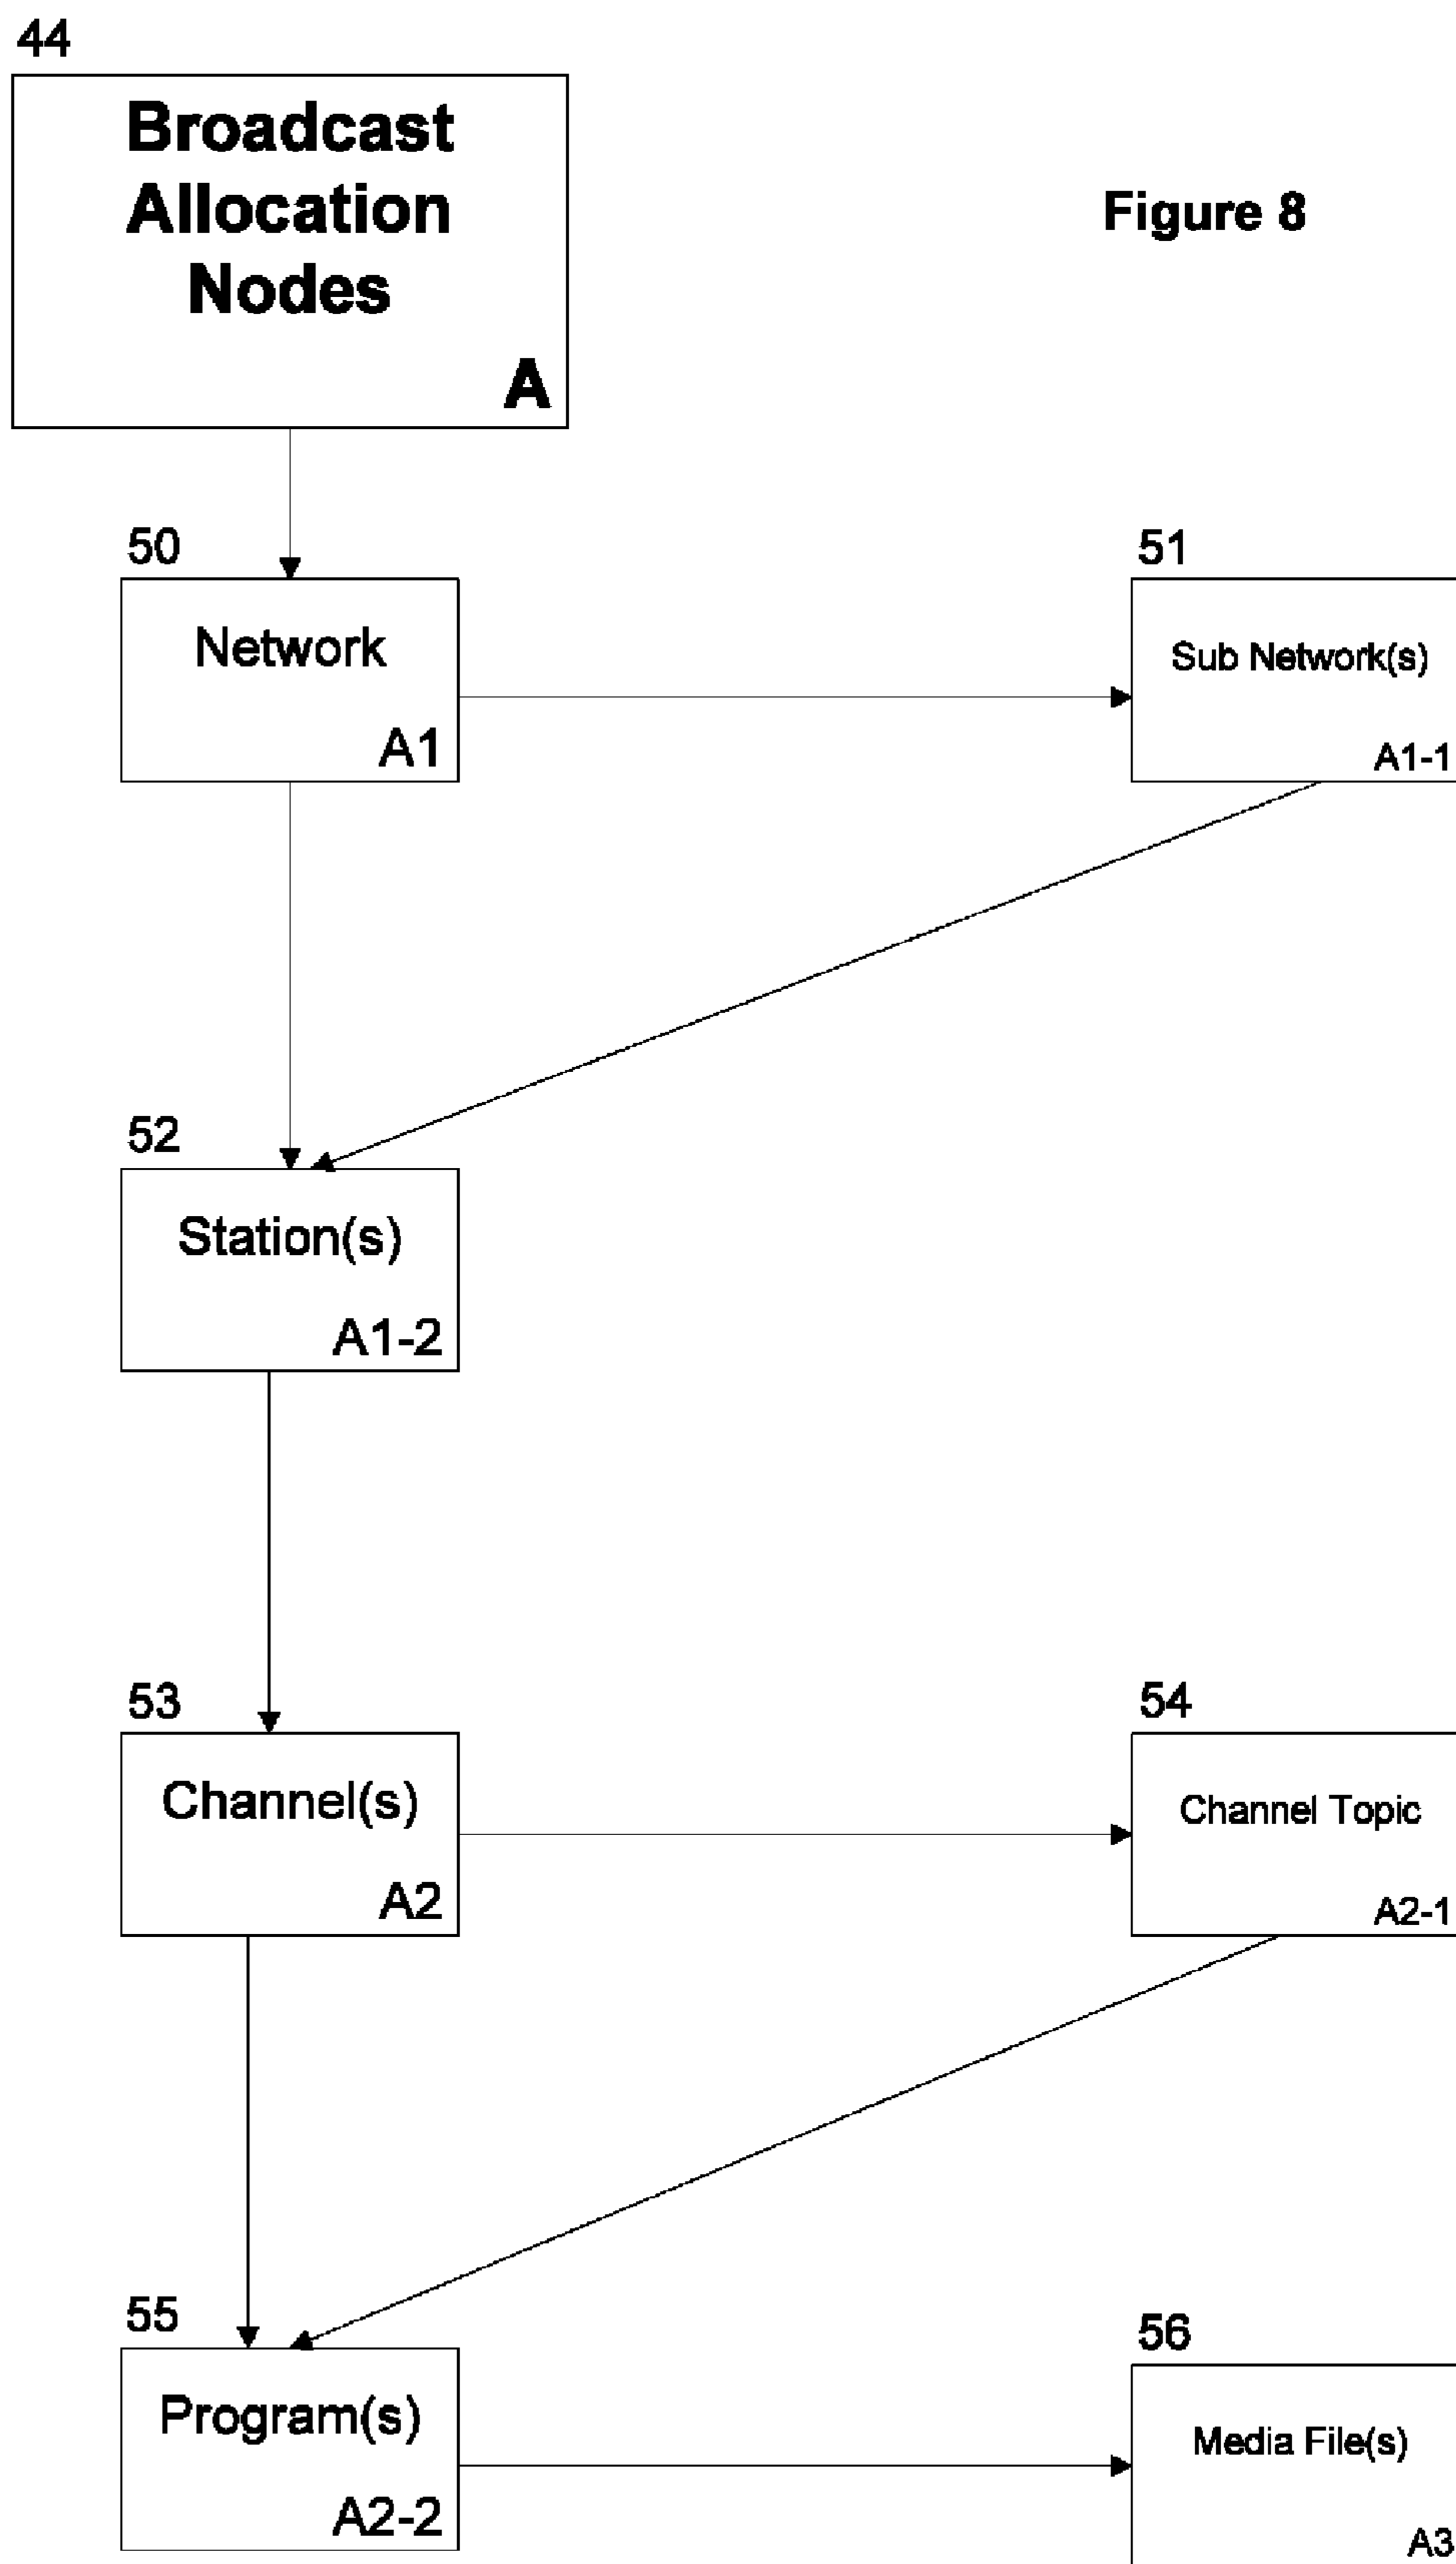 44
Broadcast
Allocation
Nodes
A
Figure 8
50
Network
A1
51
Sub Network(s)
A1-1
52
Station(s)
A1-2
53
Channel(s)
A2
54
Channel Topic
A2-1
55
Program(s)
A2-2
56
Media File(s)
A3